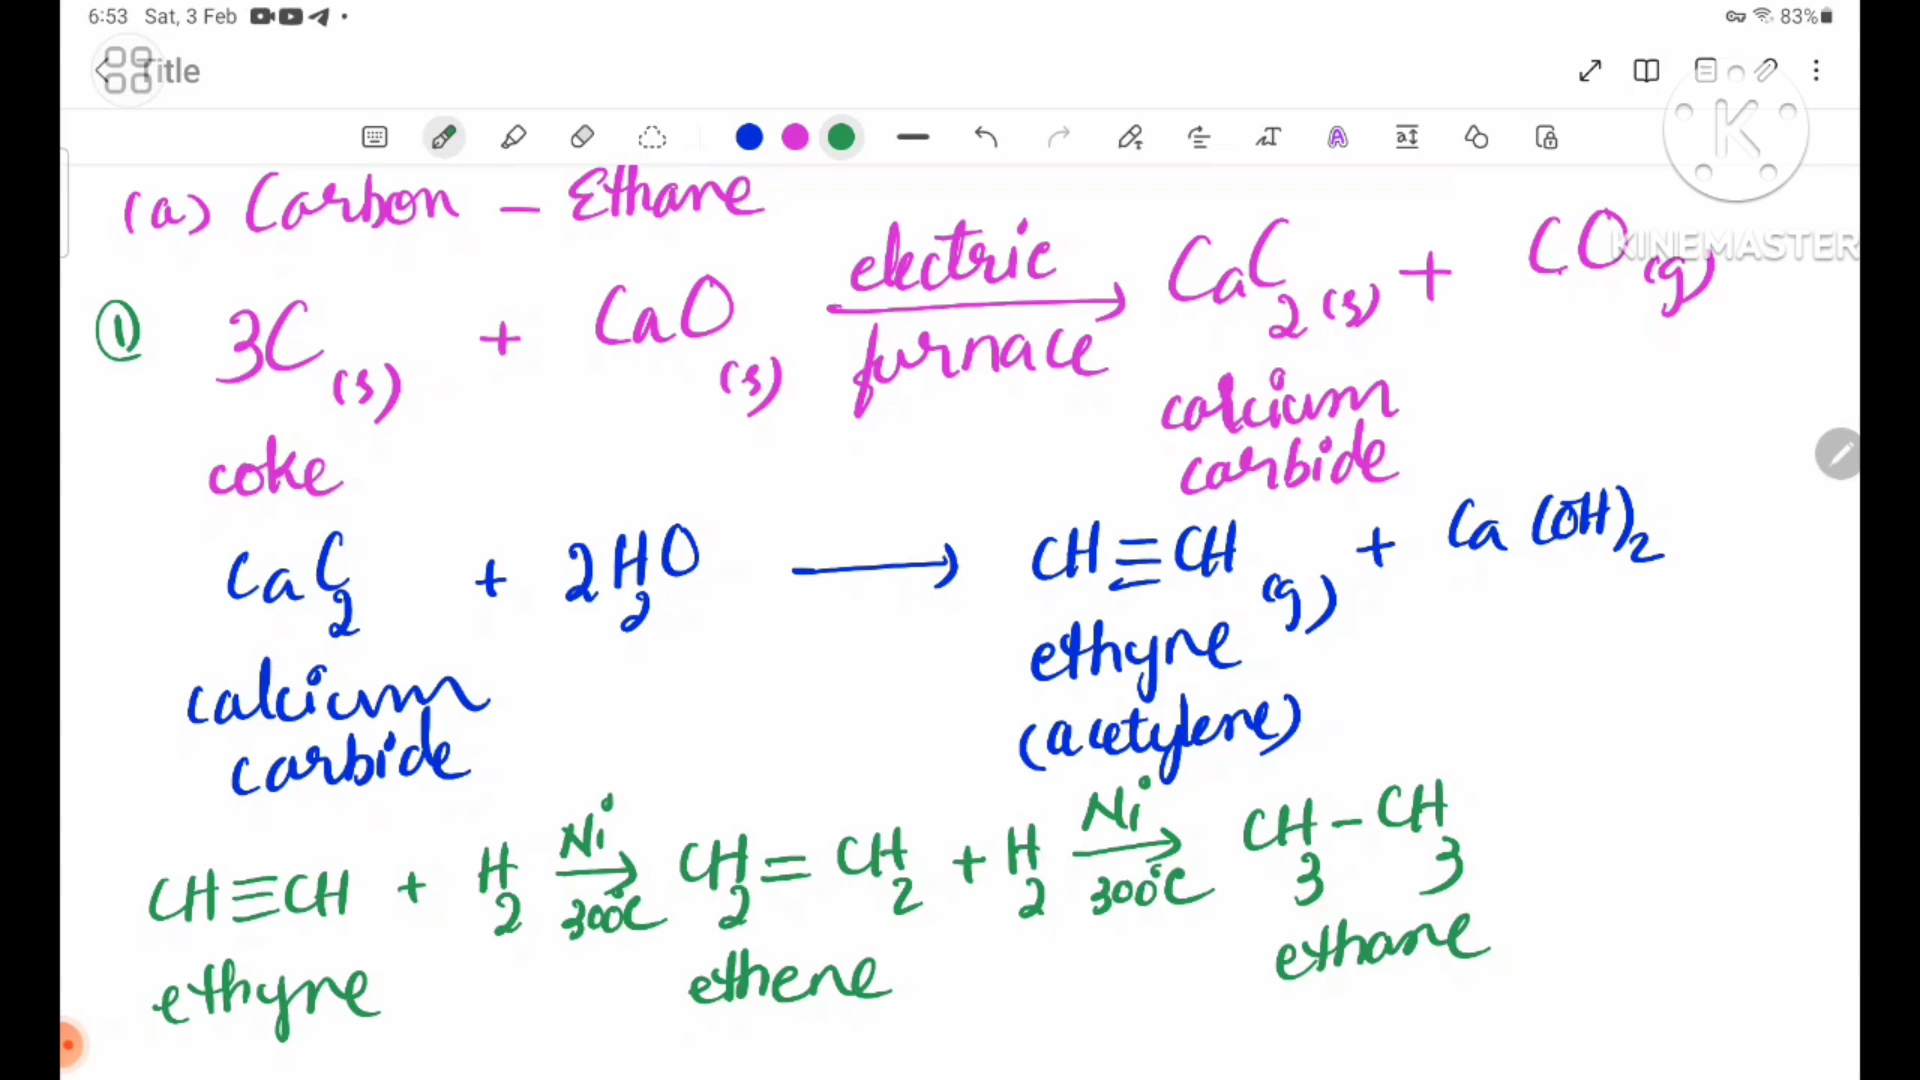 6:53 Sat, 3 Feb
83%
Title
KINEMASTER
(a) Carbon - Ethane
① 3C(s) + CaO(s) electric furnace → CaC₂(s) + CO(g)
coke calcium carbide
CaC₂ + 2H₂O → CH≡CH(g) + Ca(OH)₂
calcium carbide ethyne (acetylene)
CH≡CH + H₂ Ni → 300°C CH₂=CH₂ + H₂ Ni → 300°C CH₃-CH₃
ethyne ethene ethane